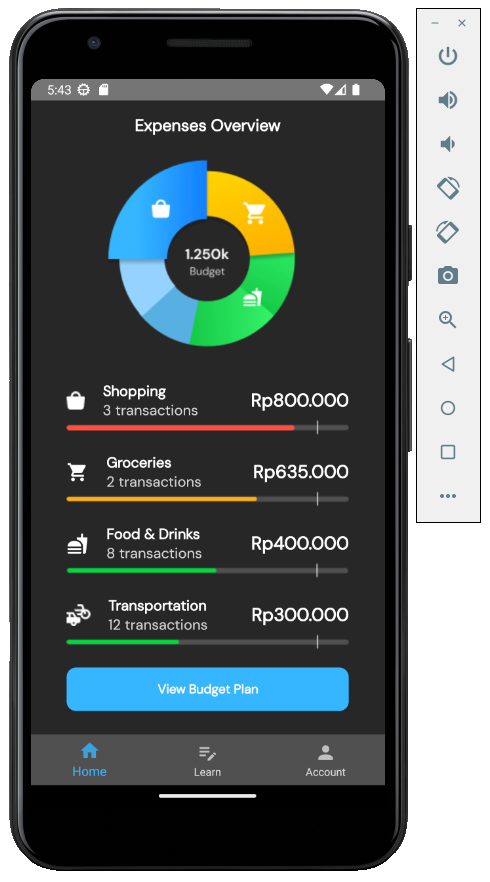 5:43
Expenses Overview
1.250k
Budget
Shopping
3 transactions
Rp800.000
Groceries
2 transactions
Rp635.000
Food & Drinks
8 transactions
Rp400.000
Transportation
12 transactions
Rp300.000
View Budget Plan
Home
Learn
Account